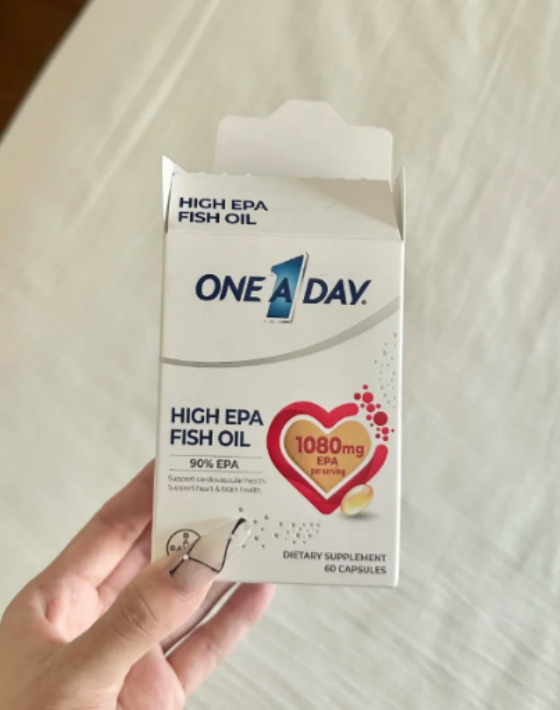 HIGH EPA
FISH OIL
ONE A DAY
HIGH EPA
FISH OIL
90% EPA
Support cardiovascular health
Support heart & brain health
1080mg
EPA
per serving
DIETARY SUPPLEMENT
60 CAPSULES